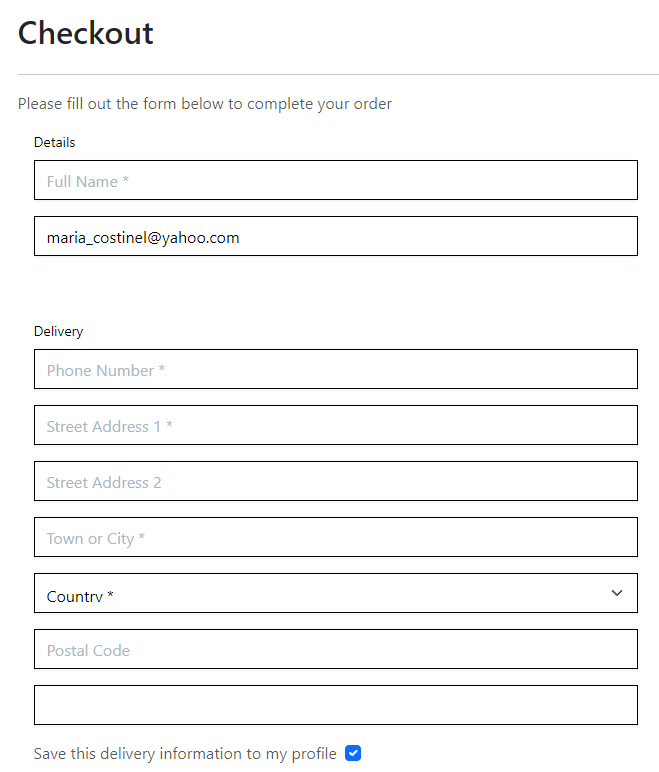 Checkout
Please fill out the form below to complete your order
Details
Full Name *
maria_costinel@yahoo.com
Delivery
Phone Number *
Street Address 1 *
Street Address 2
Town or City *
Country *
Postal Code
Save this delivery information to my profile